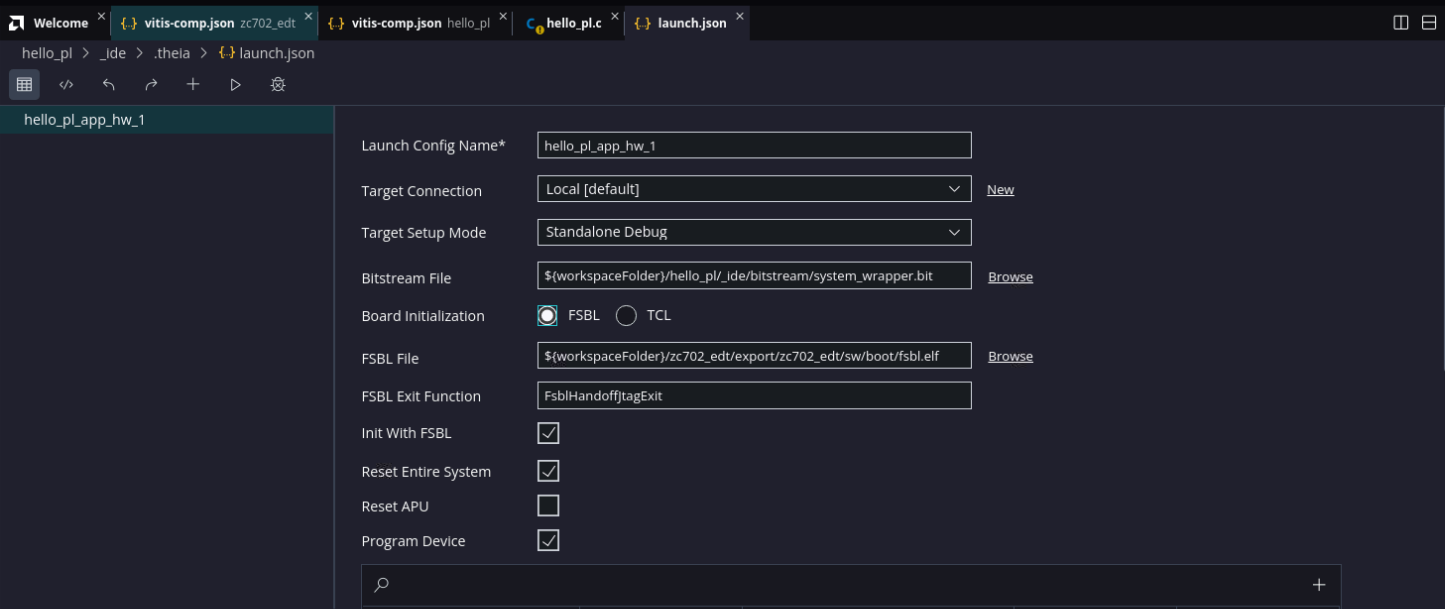 Welcome vitis-comp.json zc702_edt vitis-comp.json hello_pl hello_pl.c launch.json
hello_pl > _ide > .theia > {..} launch.json
hello_pl_app_hw_1
Launch Config Name* hello_pl_app_hw_1
Target Connection Local [default] New
Target Setup Mode Standalone Debug
Bitstream File ${workspaceFolder}/hello_pl/_ide/bitstream/system_wrapper.bit Browse
Board Initialization FSBL TCL
FSBL File ${workspaceFolder}/zc702_edt/export/zc702_edt/sw/boot/fsbl.elf Browse
FSBL Exit Function FsblHandoffJtagExit
Init With FSBL
Reset Entire System
Reset APU
Program Device